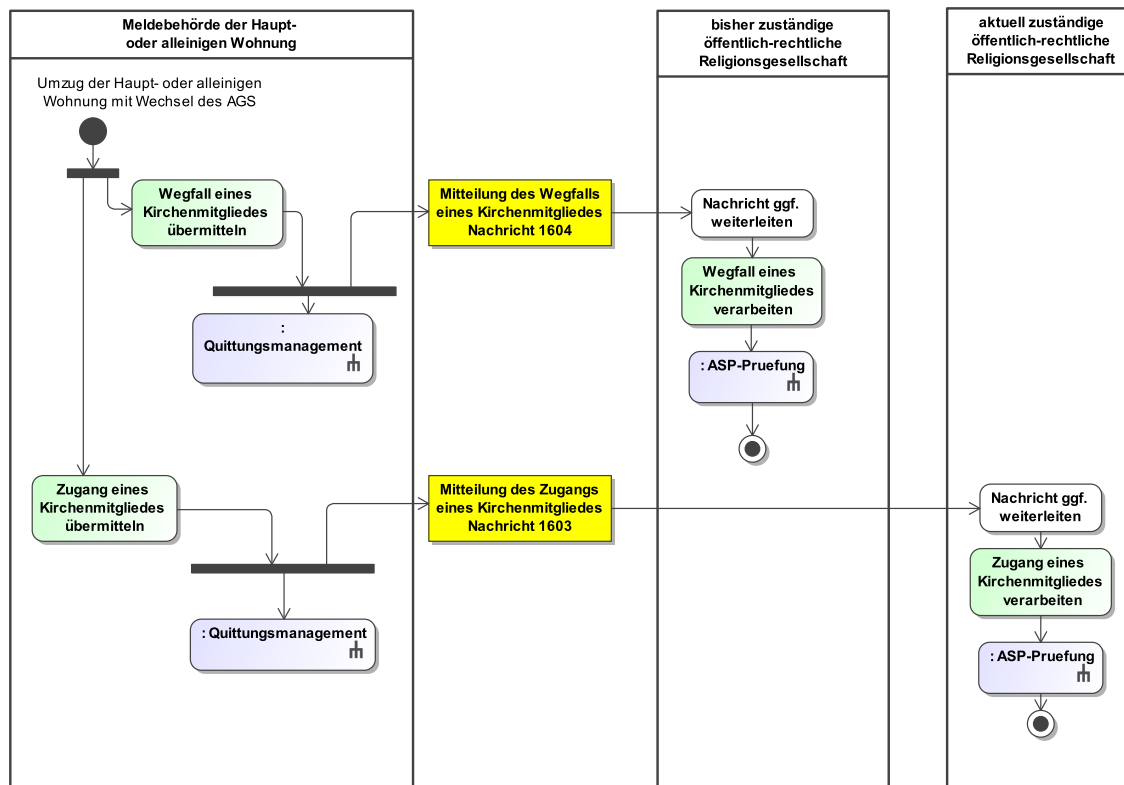 Meldebehörde der Haupt-
oder alleinigen Wohnung
bisher zuständige
öffentlich-rechtliche
Religionsgesellschaft
aktuell zuständige
öffentlich-rechtliche
Religionsgesellschaft
Umzug der Haupt- oder alleinigen
Wohnung mit Wechsel des AGS
Wegfall eines
Kirchenmitgliedes
übermitteln
Mitteilung des Wegfalls
eines Kirchenmitgliedes
Nachricht 1604
Nachricht ggf.
weiterleiten
Wegfall eines
Kirchenmitgliedes
verarbeiten
:
Quittungsmanagement
: ASP-Pruefung
Zugang eines
Kirchenmitgliedes
übermitteln
Mitteilung des Zugangs
eines Kirchenmitgliedes
Nachricht 1603
Nachricht ggf.
weiterleiten
Zugang eines
Kirchenmitgliedes
verarbeiten
: Quittungsmanagement
: ASP-Pruefung